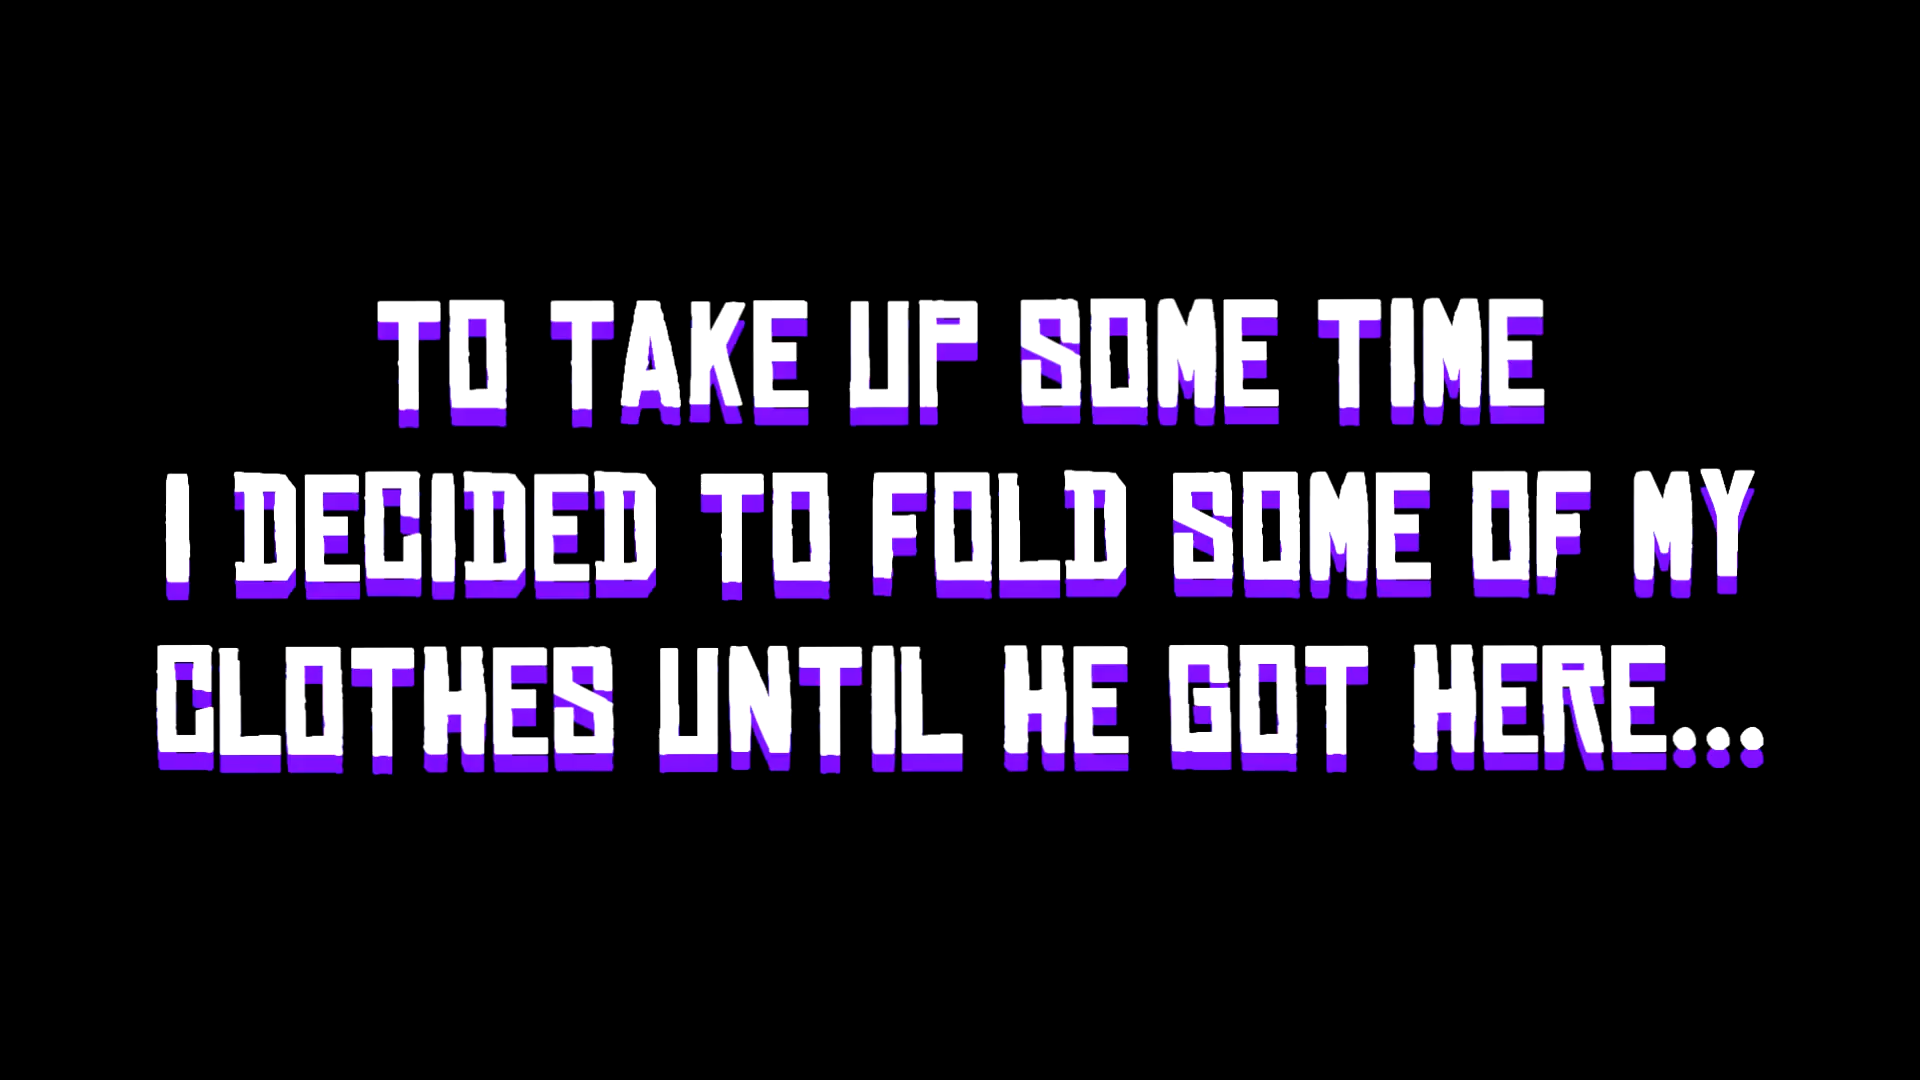 TO TAKE UP SOME TIME
I DECIDED TO FOLD SOME OF MY
CLOTHES UNTIL HE GOT HERE...